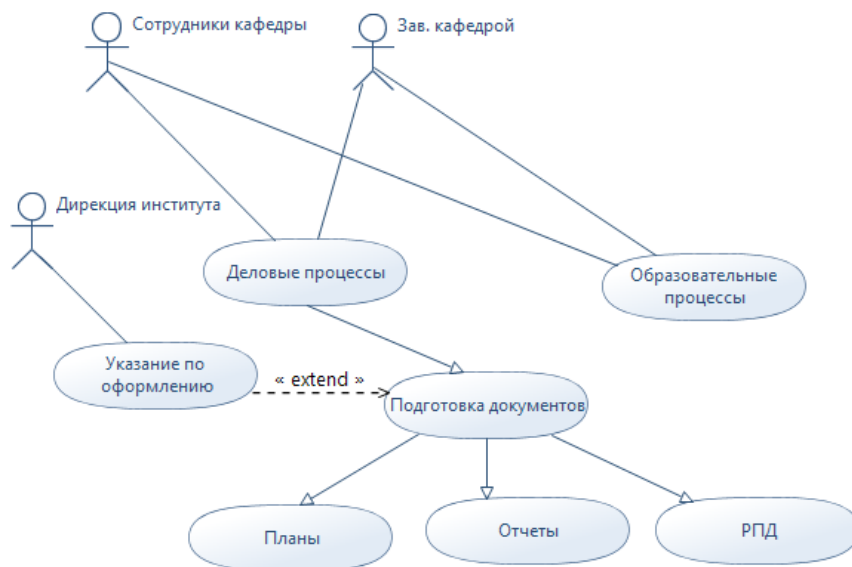 Сотрудники кафедры
Зав. кафедрой
Дирекция института
Деловые процессы
Образовательные
процессы
Указание по
оформлению
« extend »
Подготовка документов
Планы
Отчеты
РПД